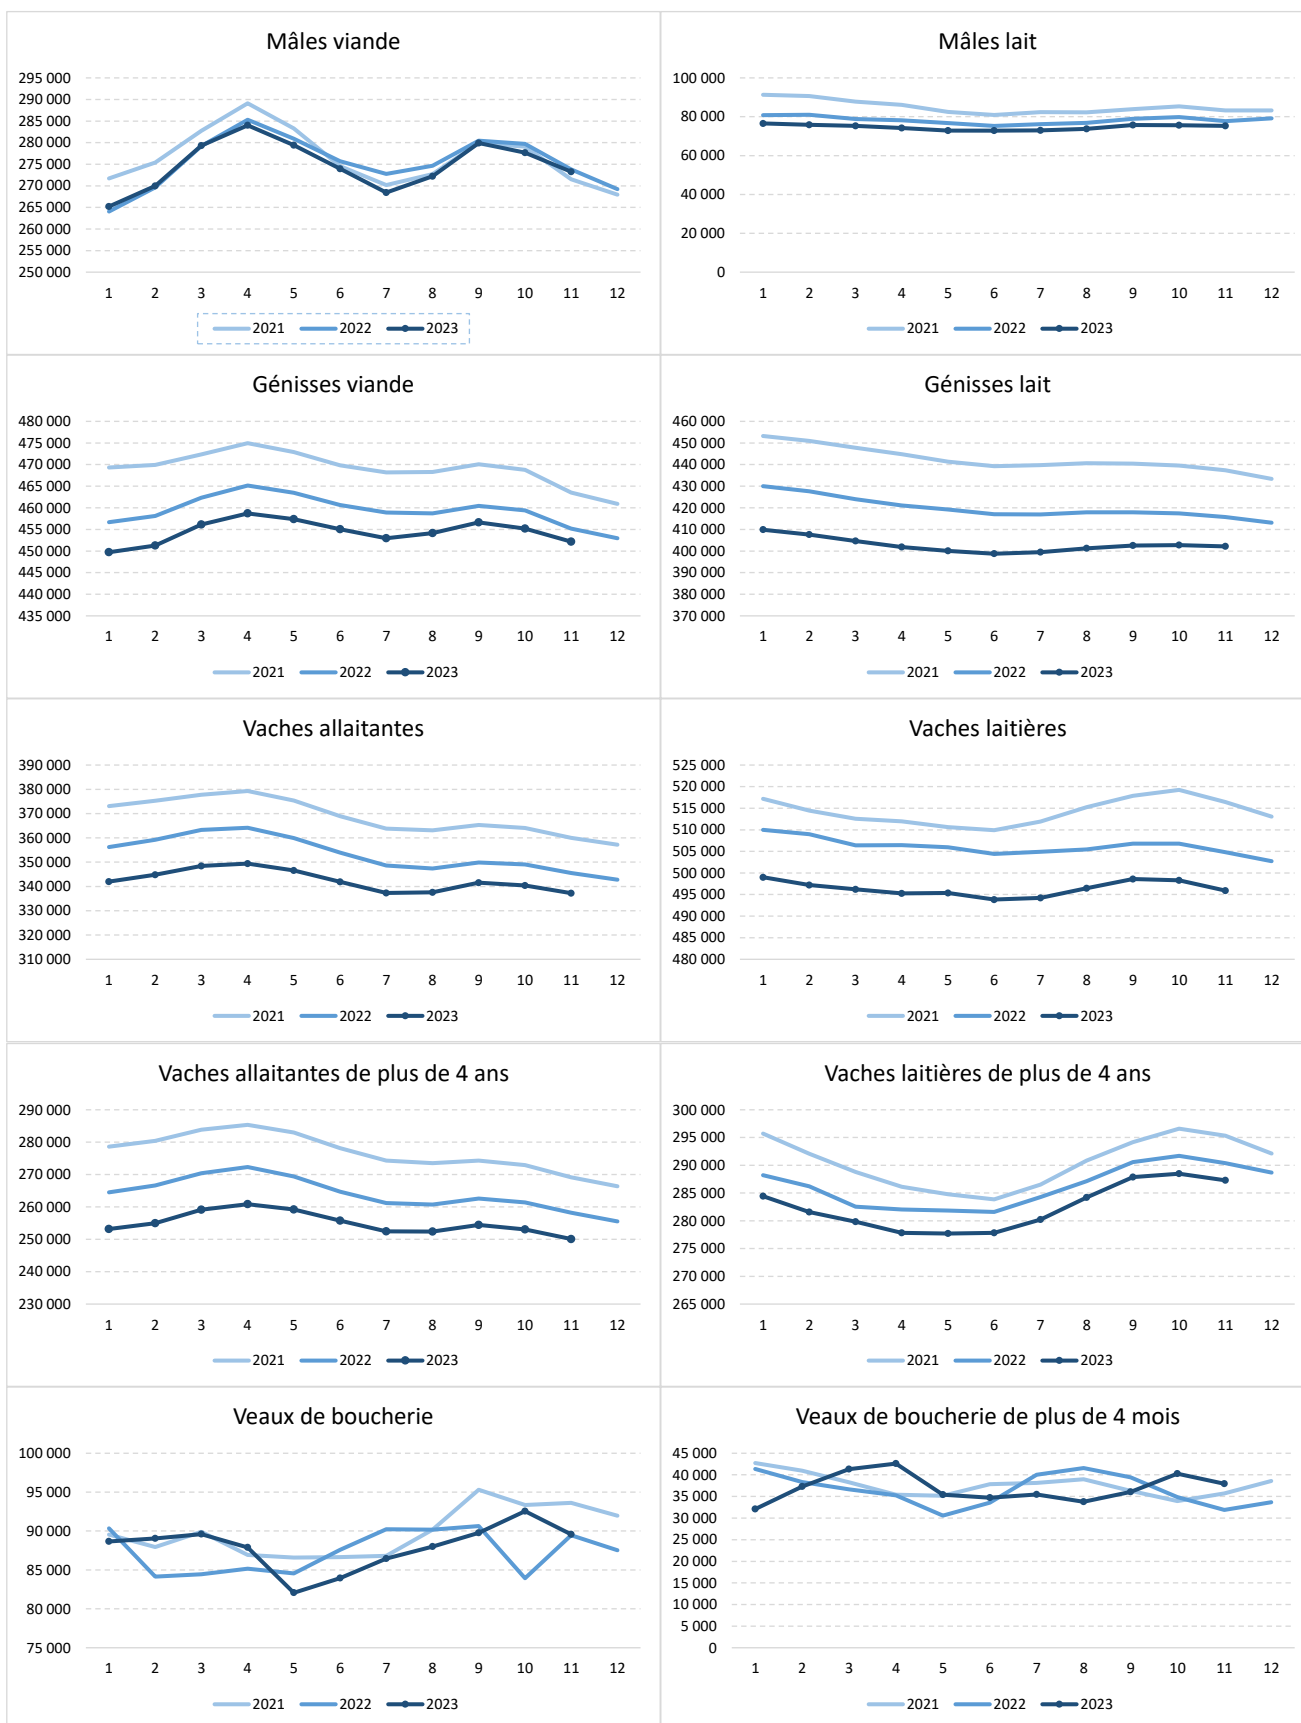 Mâles viande
295 000
290 000
285 000
280 000
275 000
270 000
265 000
260 000
255 000
250 000
1 2 3 4 5 6 7 8 9 10 11 12
2021 2022 2023
Mâles lait
100 000
80 000
60 000
40 000
20 000
0
1 2 3 4 5 6 7 8 9 10 11 12
2021 2022 2023
Génisses viande
480 000
475 000
470 000
465 000
460 000
455 000
450 000
445 000
440 000
435 000
1 2 3 4 5 6 7 8 9 10 11 12
2021 2022 2023
Génisses lait
460 000
450 000
440 000
430 000
420 000
410 000
400 000
390 000
380 000
370 000
1 2 3 4 5 6 7 8 9 10 11 12
2021 2022 2023
Vaches allaitantes
390 000
380 000
370 000
360 000
350 000
340 000
330 000
320 000
310 000
1 2 3 4 5 6 7 8 9 10 11 12
2021 2022 2023
Vaches laitières
525 000
520 000
515 000
510 000
505 000
500 000
495 000
490 000
485 000
480 000
1 2 3 4 5 6 7 8 9 10 11 12
2021 2022 2023
Vaches allaitantes de plus de 4 ans
290 000
280 000
270 000
260 000
250 000
240 000
230 000
1 2 3 4 5 6 7 8 9 10 11 12
2021 2022 2023
Vaches laitières de plus de 4 ans
300 000
295 000
290 000
285 000
280 000
275 000
270 000
265 000
1 2 3 4 5 6 7 8 9 10 11 12
2021 2022 2023
Veaux de boucherie
100 000
95 000
90 000
85 000
80 000
75 000
1 2 3 4 5 6 7 8 9 10 11 12
2021 2022 2023
Veaux de boucherie de plus de 4 mois
45 000
40 000
35 000
30 000
25 000
20 000
15 000
10 000
5 000
0
1 2 3 4 5 6 7 8 9 10 11 12
2021 2022 2023